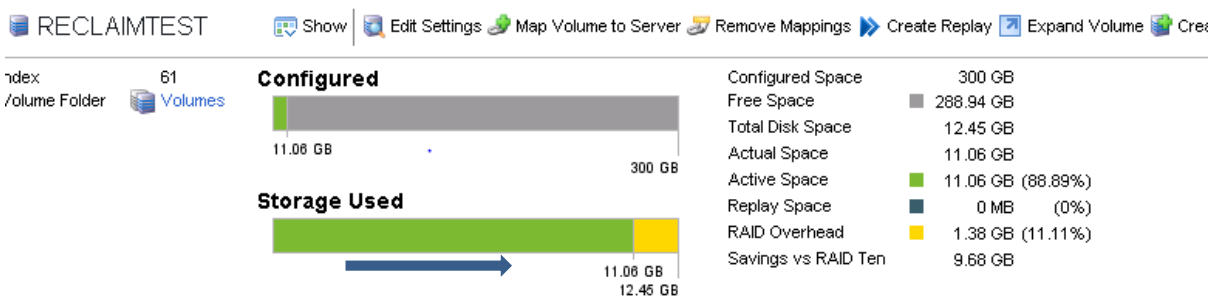 RECLAIMTEST Show Edit Settings Map Volume to Server Remove Mappings Create Replay Expand Volume Crea
ndex 61
Volume Folder Volumes
Configured
11.06 GB
300 GB
Storage Used
11.06 GB
12.45 GB
Configured Space 300 GB
Free Space 288.94 GB
Total Disk Space 12.45 GB
Actual Space 11.06 GB
Active Space 11.06 GB (88.89%)
Replay Space 0 MB (0%)
RAID Overhead 1.38 GB (11.11%)
Savings vs RAID Ten 9.68 GB